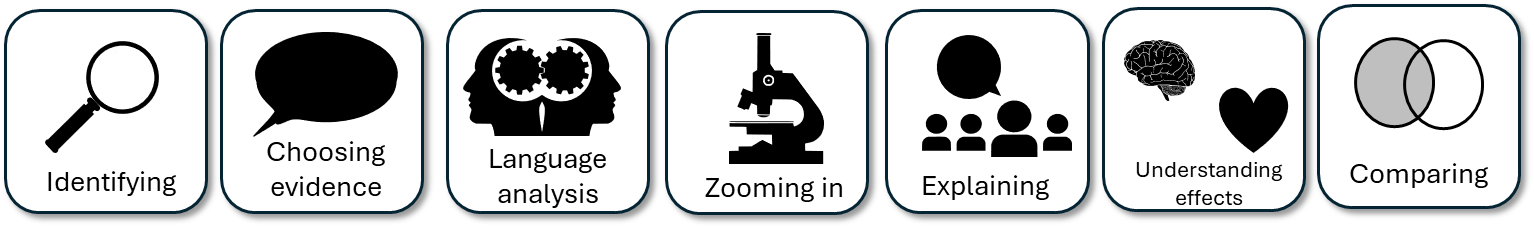 Identifying
Choosing
evidence
Language
analysis
Zooming in
Explaining
Understanding
effects
Comparing